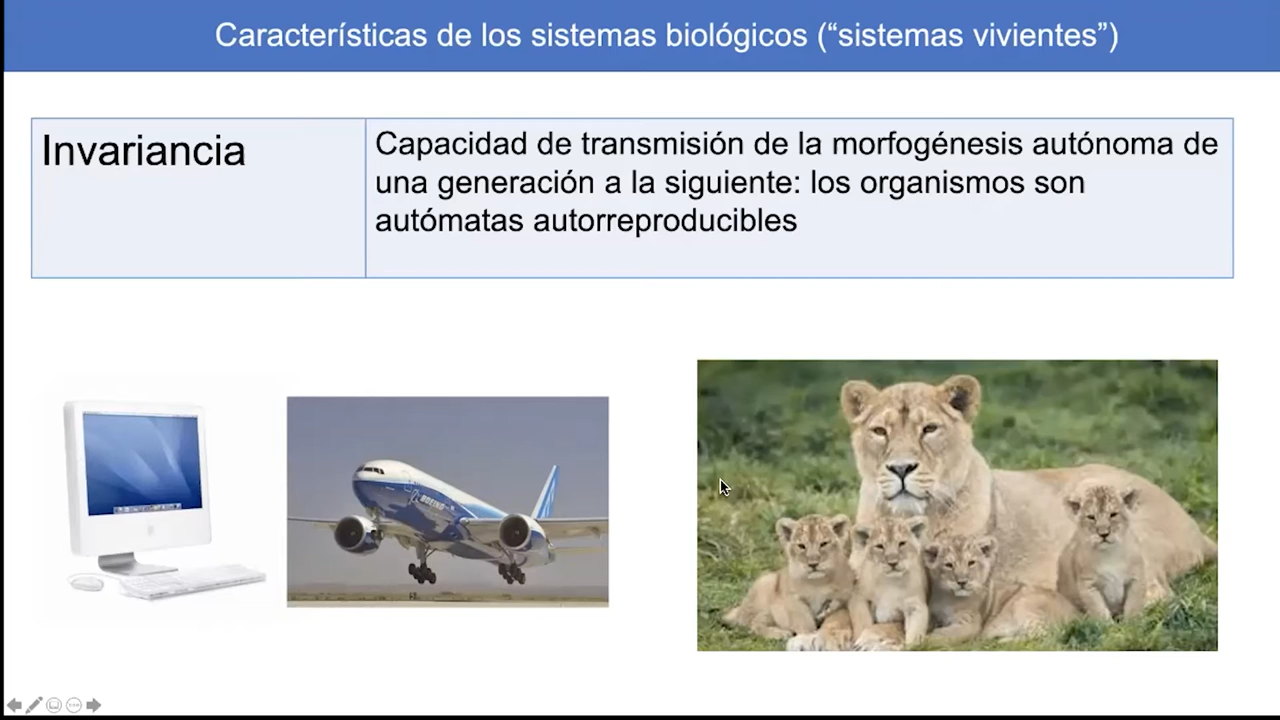 Características de los sistemas biológicos (“sistemas vivientes”)
Invariancia
Capacidad de transmisión de la morfogénesis autónoma de
una generación a la siguiente: los organismos son
autómatas autorreproducibles
BOEING